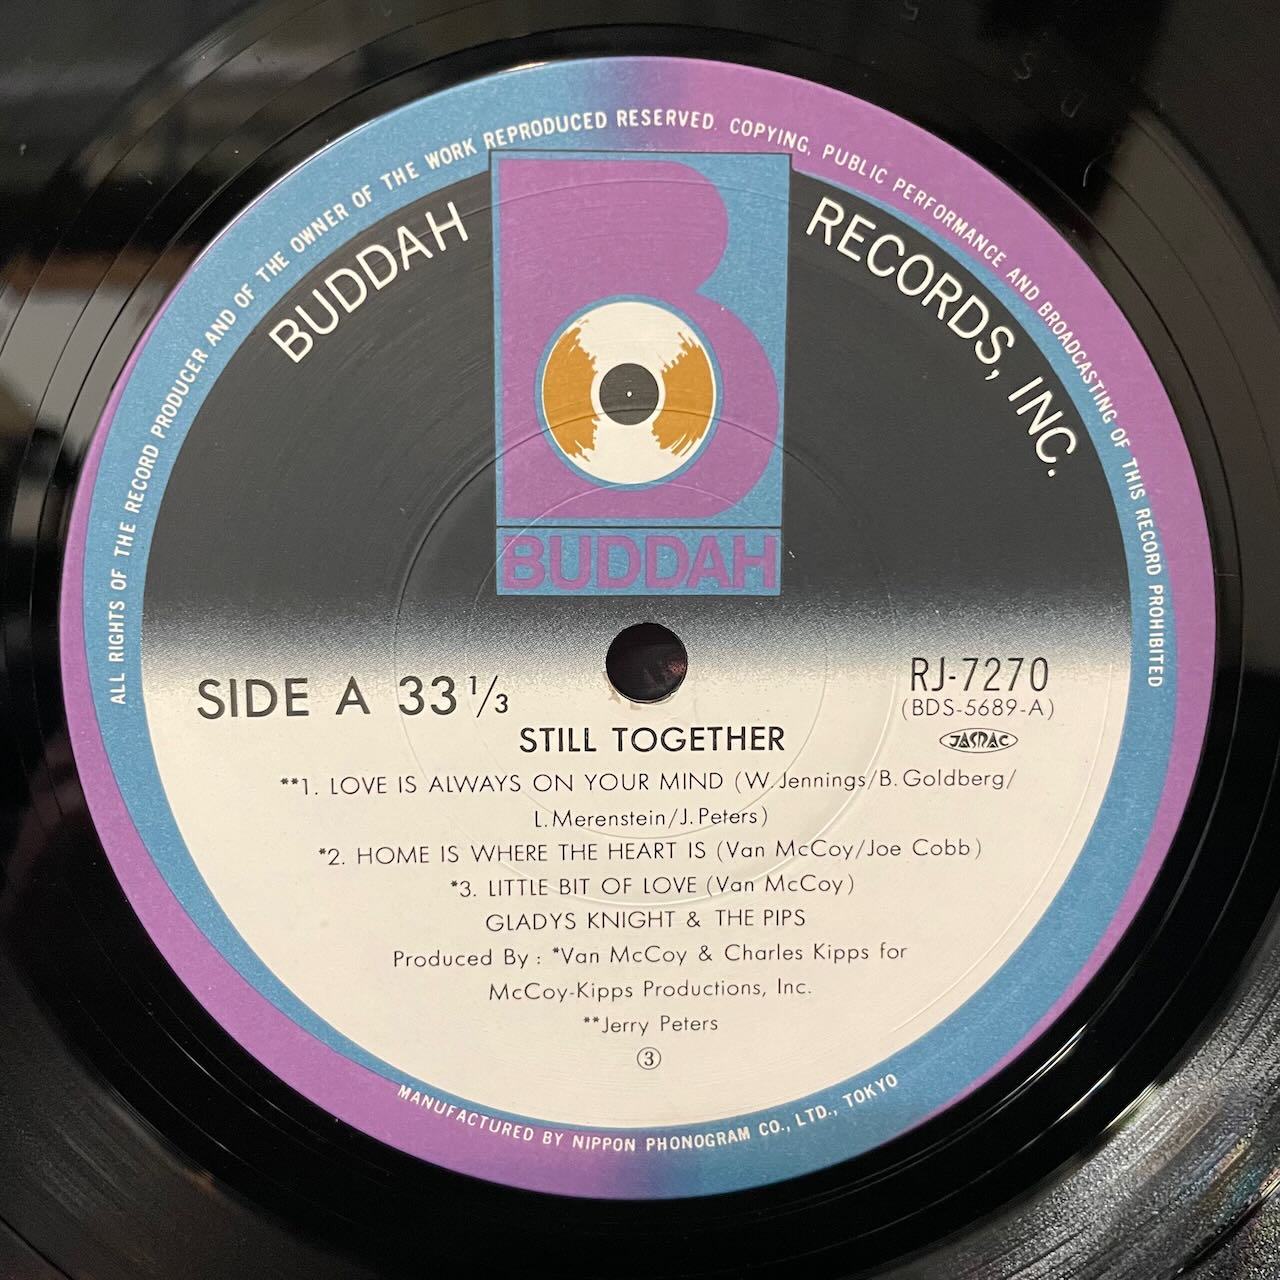 ALL RIGHTS OF THE RECORD PRODUCER AND OF THE OWNER OF THE WORK REPRODUCED RESERVED. COPYING, PUBLIC PERFORMANCE AND BROADCASTING OF THIS RECORD PROHIBITED
BUDDAH RECORDS, INC.
B
BUDDAH
SIDE A 33 1/3
RJ-7270
(BDS-5689-A)
JASRAC
STILL TOGETHER
**1. LOVE IS ALWAYS ON YOUR MIND (W. Jennings/B. Goldberg/
L. Merenstein/J. Peters)
*2. HOME IS WHERE THE HEART IS (Van McCoy/Joe Cobb)
*3. LITTLE BIT OF LOVE (Van McCoy)
GLADYS KNIGHT & THE PIPS
Produced By : *Van McCoy & Charles Kipps for
McCoy-Kipps Productions, Inc.
**Jerry Peters
③
MANUFACTURED BY NIPPON PHONOGRAM CO., LTD., TOKYO